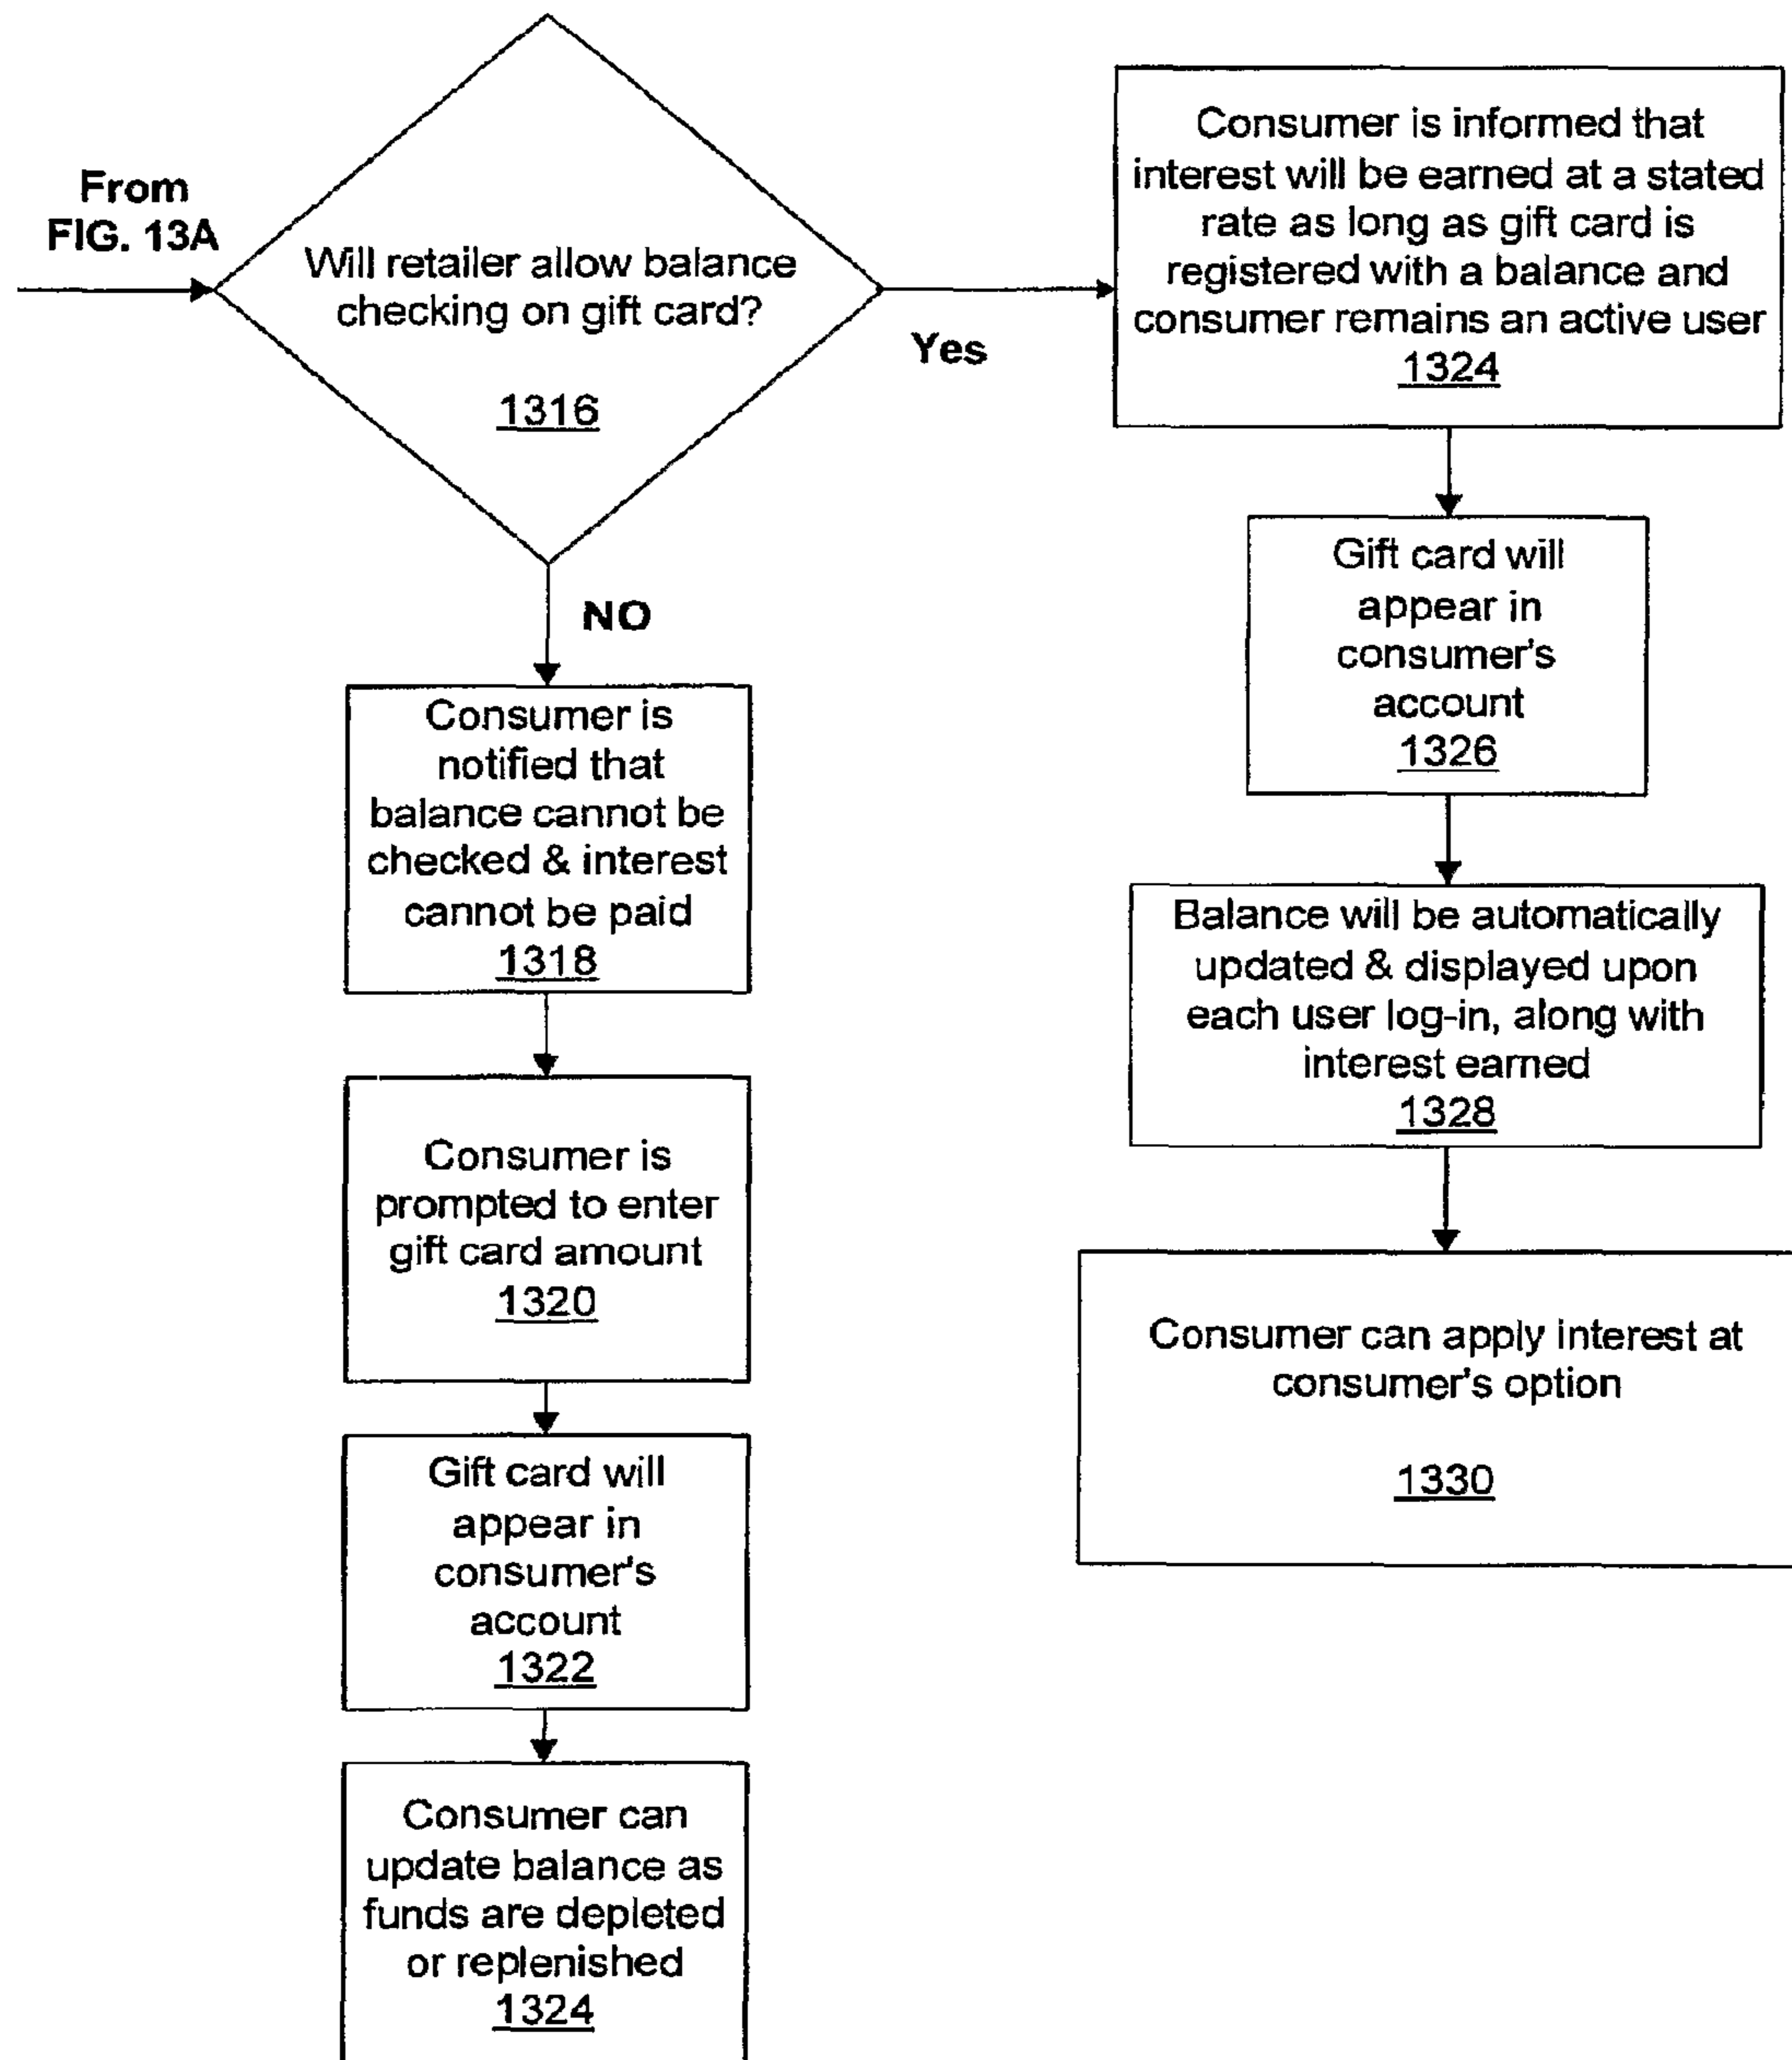 From
FIG. 13A
Will retailer allow balance
checking on gift card?
1316
Yes
NO
Consumer is
notified that
balance cannot be
checked & interest
cannot be paid
1318
Consumer is
prompted to enter
gift card amount
1320
Gift card will
appear in
consumer's
account
1322
Consumer can
update balance as
funds are depleted
or replenished
1324
Consumer is informed that
interest will be earned at a stated
rate as long as gift card is
registered with a balance and
consumer remains an active user
1324
Gift card will
appear in
consumer's
account
1326
Balance will be automatically
updated & displayed upon
each user log-in, along with
interest earned
1328
Consumer can apply interest at
consumer's option
1330